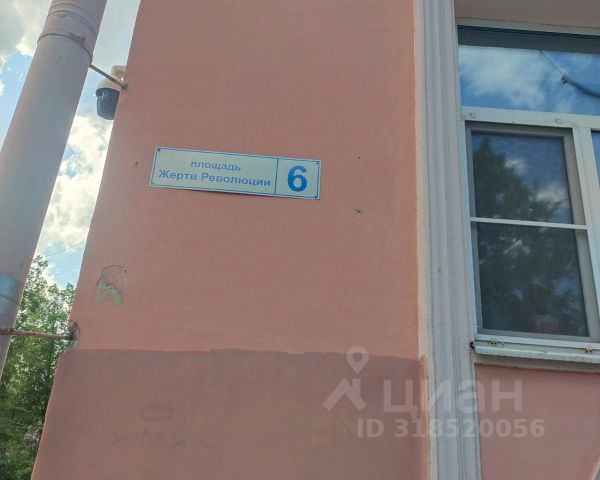 площадь
Жертв Революции
6
циан
ID 318520056